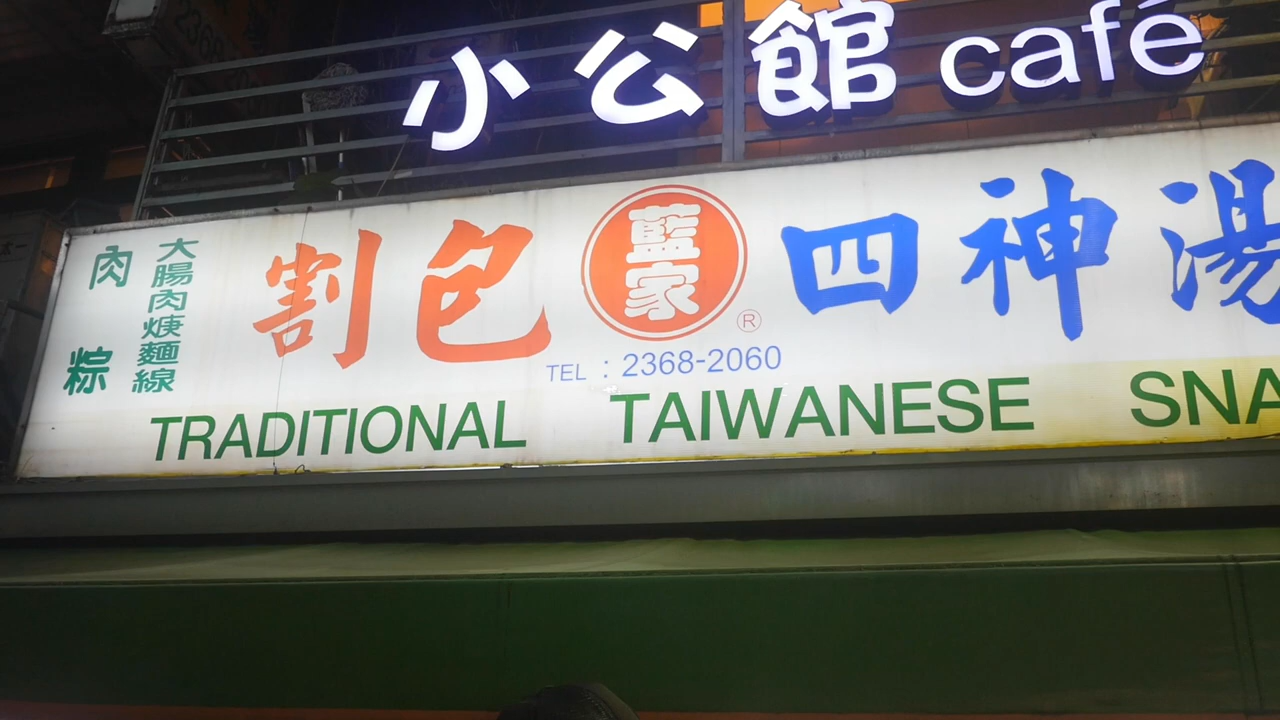 小公館 café
肉粽
大腸肉焿麵線
割包
藍家
®
四神湯
TEL：2368-2060
TRADITIONAL TAIWANESE SNA